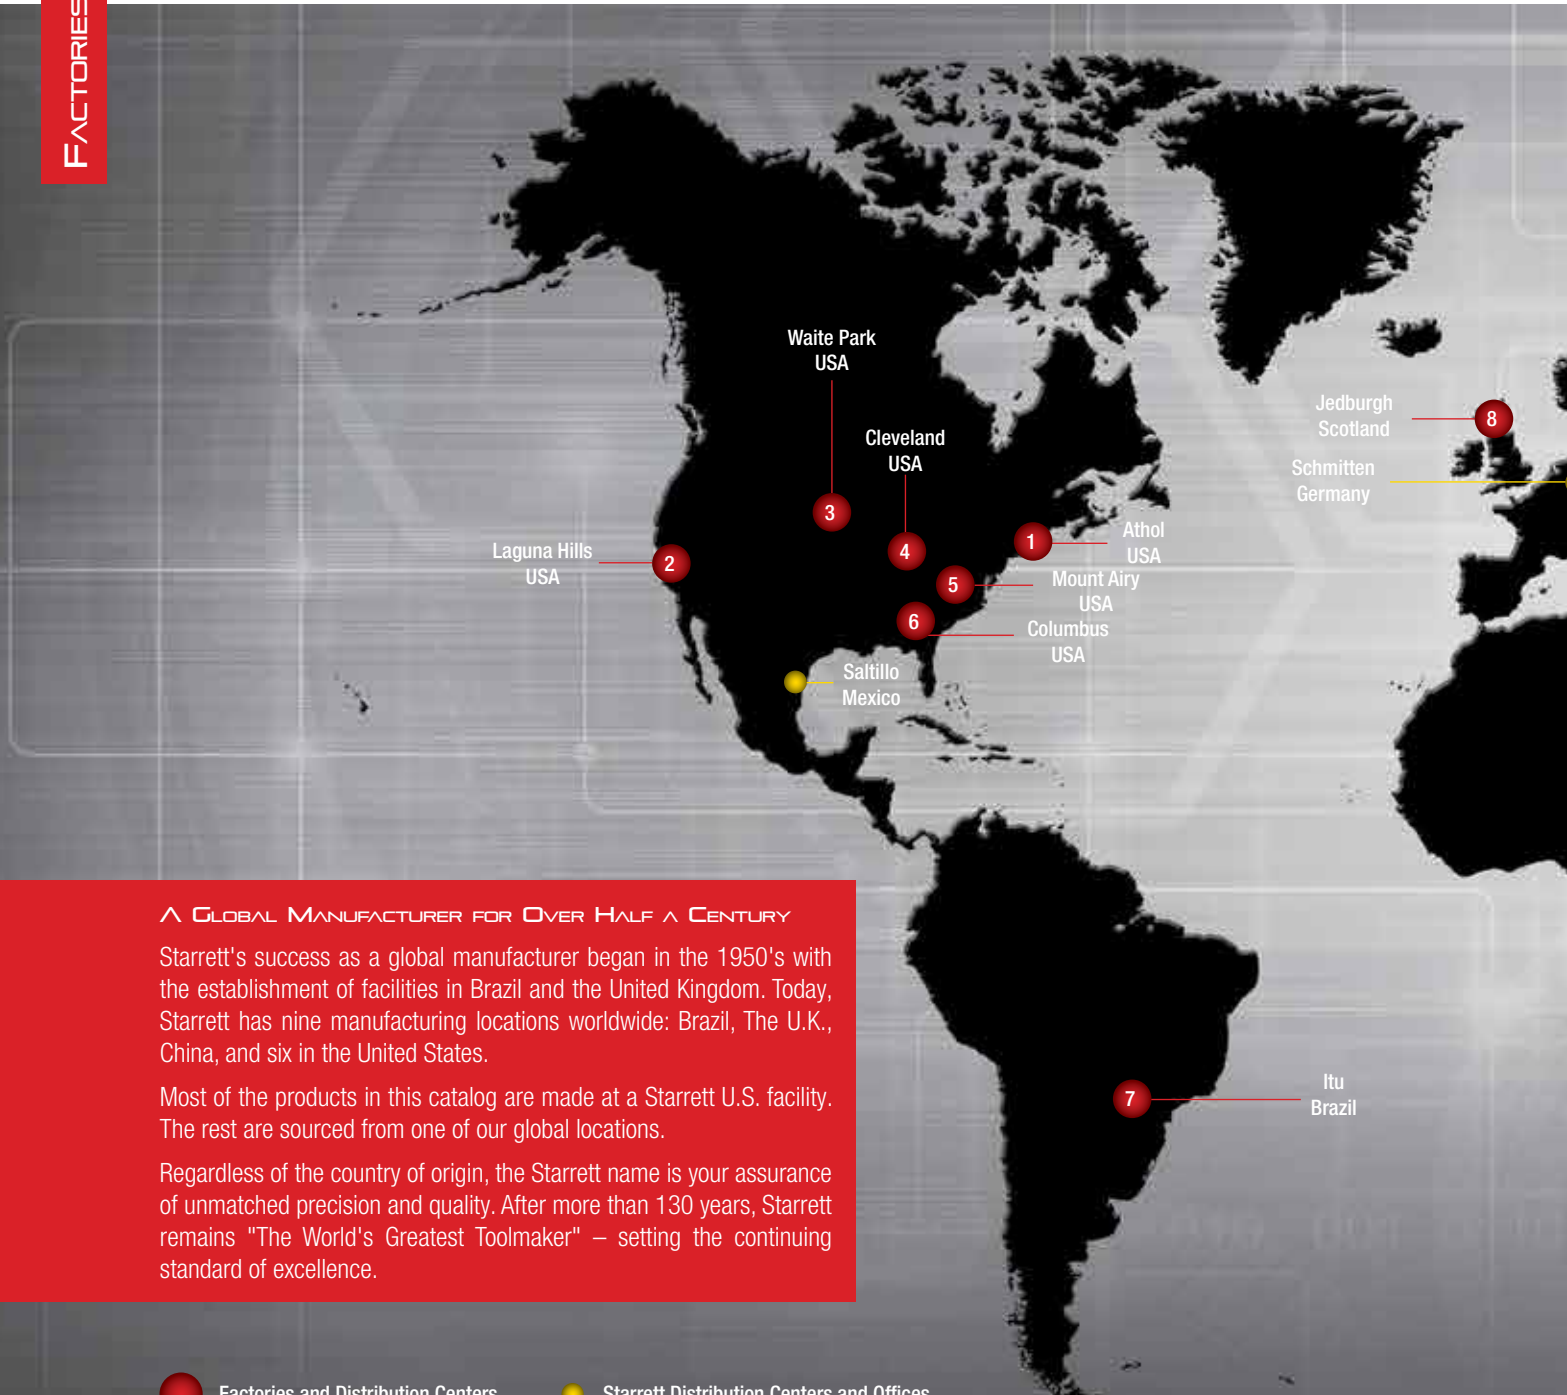 FACTORIES
Waite Park
USA
Cleveland
USA
Jedburgh
Scotland
8
Schmitten
Germany
3
Laguna Hills
USA
2
4
1
Athol
USA
5
Mount Airy
USA
6
Columbus
USA
Saltillo
Mexico
A GLOBAL MANUFACTURER FOR OVER HALF A CENTURY
Starrett's success as a global manufacturer began in the 1950's with
the establishment of facilities in Brazil and the United Kingdom. Today,
Starrett has nine manufacturing locations worldwide: Brazil, The U.K.,
China, and six in the United States.
Most of the products in this catalog are made at a Starrett U.S. facility.
The rest are sourced from one of our global locations.
Regardless of the country of origin, the Starrett name is your assurance
of unmatched precision and quality. After more than 130 years, Starrett
remains "The World's Greatest Toolmaker" – setting the continuing
standard of excellence.
7
Itu
Brazil
Factories and Distribution Centers
Starrett Distribution Centers and Offices